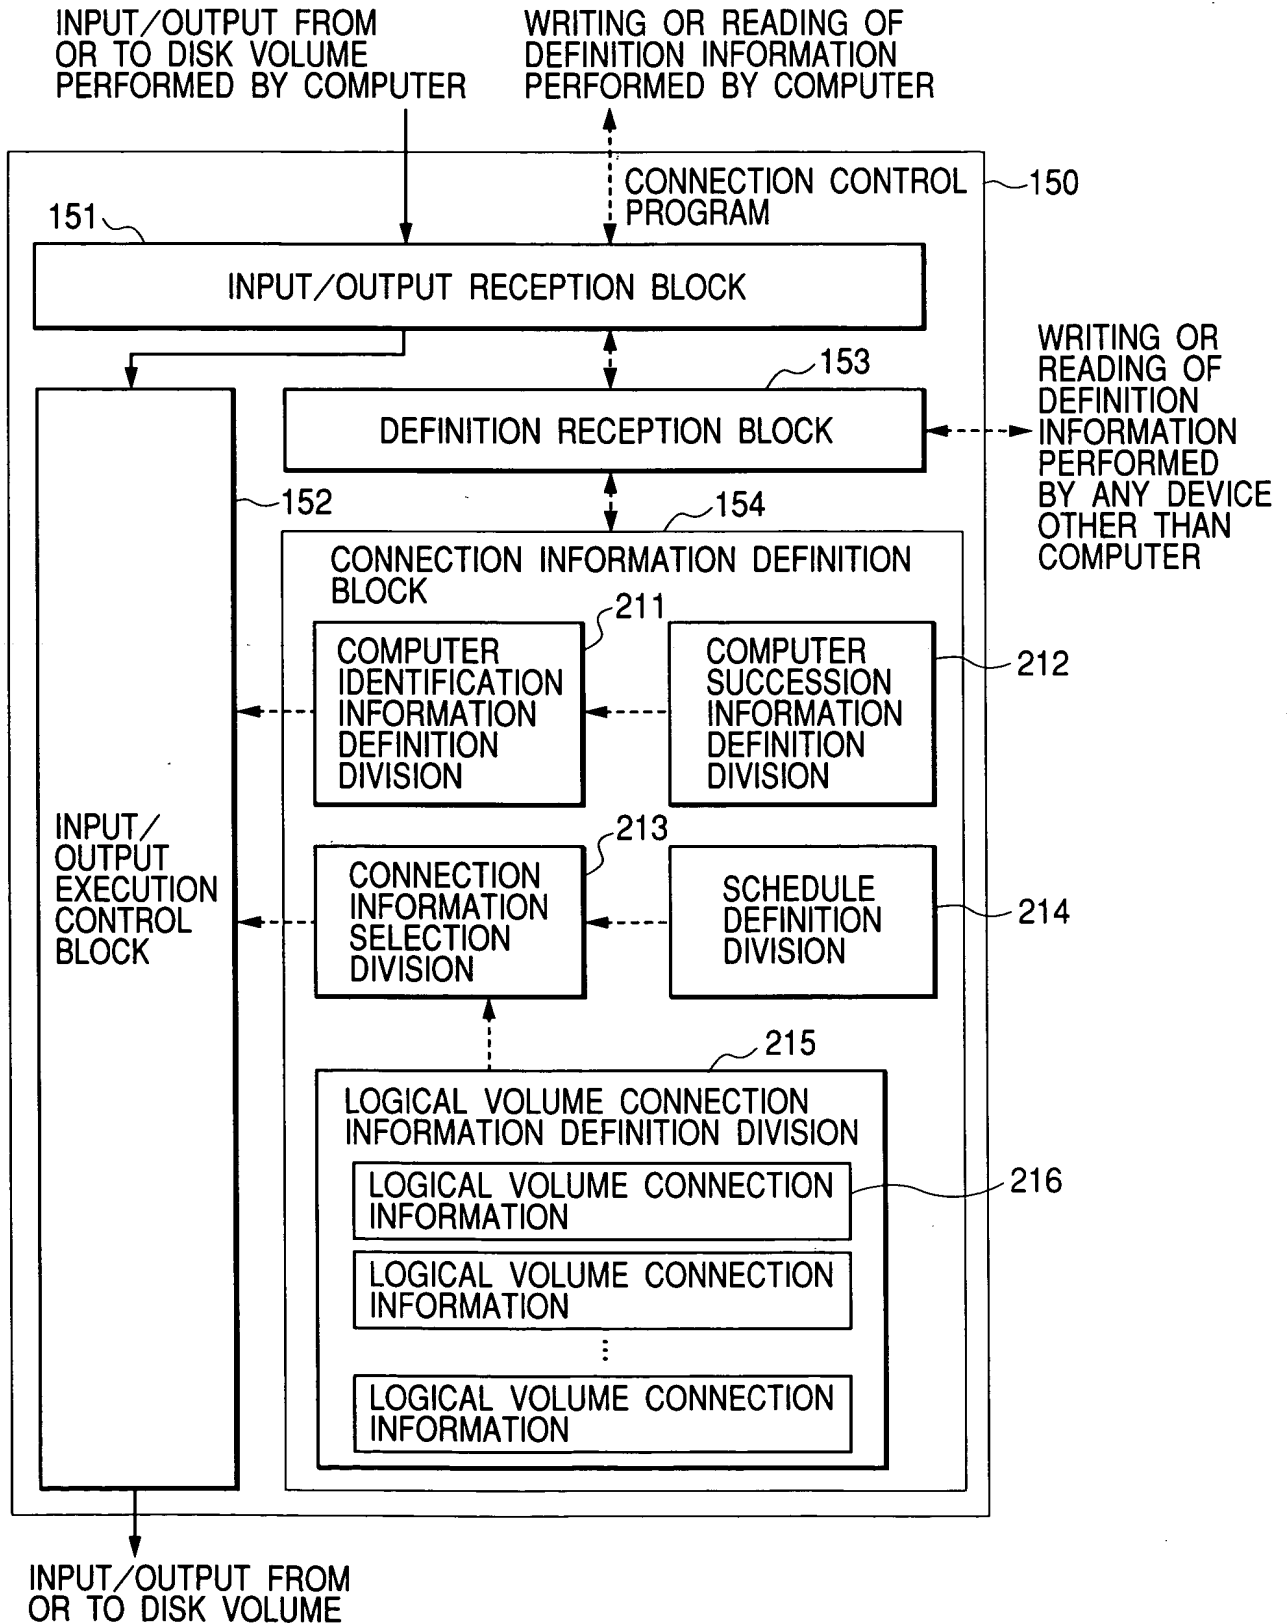 INPUT/OUTPUT FROM
OR TO DISK VOLUME
PERFORMED BY COMPUTER
WRITING OR READING OF
DEFINITION INFORMATION
PERFORMED BY COMPUTER
CONNECTION CONTROL
PROGRAM
150
151
INPUT/OUTPUT RECEPTION BLOCK
153
DEFINITION RECEPTION BLOCK
WRITING OR
READING OF
DEFINITION
INFORMATION
PERFORMED
BY ANY DEVICE
OTHER THAN
COMPUTER
152
INPUT/
OUTPUT
EXECUTION
CONTROL
BLOCK
154
CONNECTION INFORMATION DEFINITION
BLOCK
211
COMPUTER
IDENTIFICATION
INFORMATION
DEFINITION
DIVISION
COMPUTER
SUCCESSION
INFORMATION
DEFINITION
DIVISION
212
213
CONNECTION
INFORMATION
SELECTION
DIVISION
SCHEDULE
DEFINITION
DIVISION
214
215
LOGICAL VOLUME CONNECTION
INFORMATION DEFINITION DIVISION
LOGICAL VOLUME CONNECTION
INFORMATION
216
LOGICAL VOLUME CONNECTION
INFORMATION
LOGICAL VOLUME CONNECTION
INFORMATION
INPUT/OUTPUT FROM
OR TO DISK VOLUME